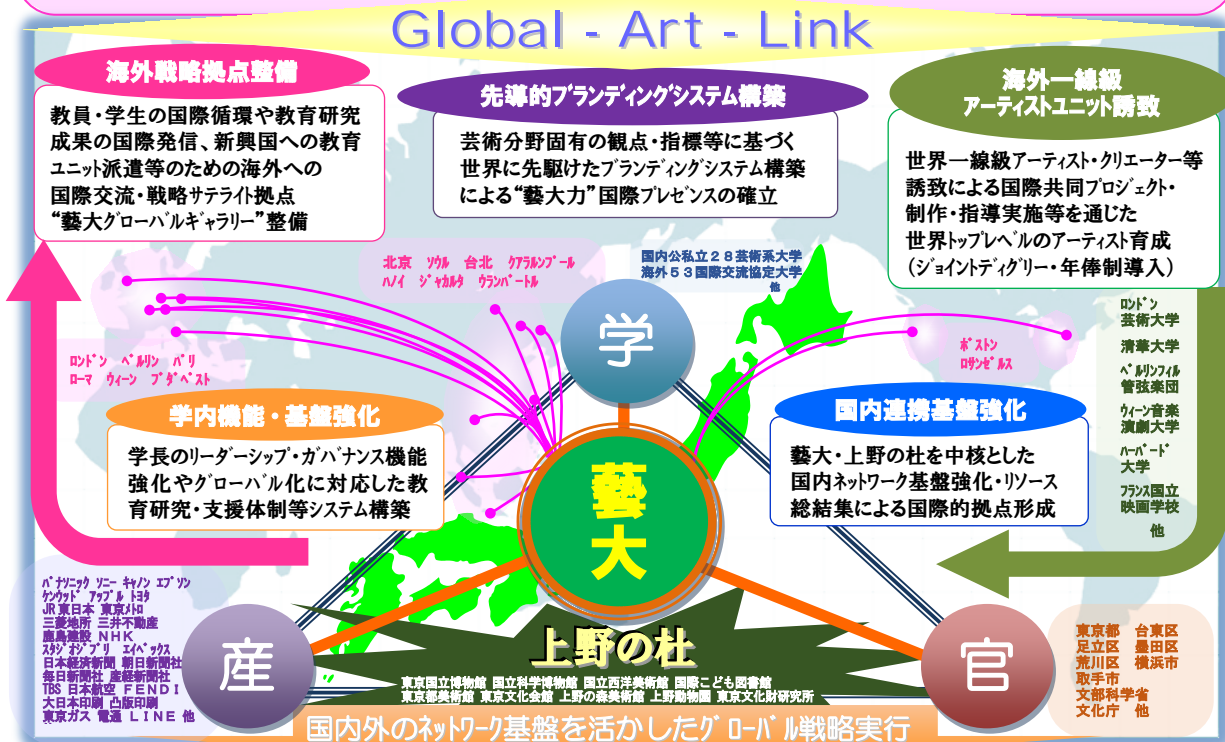 Global - Art - Link
海外戦略拠点整備
教員・学生の国際循環や教育研究
成果の国際発信、新興国への教育
ユニット派遣等のための海外への
国際交流・戦略サテライト拠点
“藝大グローバルギャラリー”整備
先導的ブランディングシステム構築
芸術分野固有の観点・指標等に基づく
世界に先駆けたブランディングシステム構築
による“藝大力”国際プレゼンスの確立
海外一線級
アーティストユニット誘致
世界一線級アーティスト・クリエーター等
誘致による国際共同プロジェクト・
制作・指導実施等を通じた
世界トップレベルのアーティスト育成
(ジョイントディグリー・年俸制導入)
北京 ソウル 台北 クアラルンプール
ハノイ ジャカルタ ウランバートル
国内公私立28芸術系大学
海外53国際交流協定大学
他
学
ロンドン ベルリン パリ
ローマ ウィーン ブダペスト
ボストン
ロサンゼルス
ロンドン
芸術大学
清華大学
ベルリンフィル
管弦楽団
ウィーン音楽
演劇大学
ハーバード
大学
フランス国立
映画学校
他
学内機能・基盤強化
学長のリーダーシップ・ガバナンス機能
強化やグローバル化に対応した教
育研究・支援体制等システム構築
国内連携基盤強化
藝大・上野の杜を中核とした
国内ネットワーク基盤強化・リソース
総結集による国際的拠点形成
藝
大
パナソニック ソニー キャノン エプソン
ケンウッド アップル トヨタ
JR東日本 東京メトロ
三菱地所 三井不動産
鹿島建設 NHK
スタジオジブリ エイベックス
日本経済新聞 朝日新聞社
毎日新聞社 産経新聞社
TBS 日本航空 FENDI
大日本印刷 凸版印刷
東京ガス 電通 LINE 他
産
上野の杜
東京国立博物館 国立科学博物館 国立西洋美術館 国際こども図書館
東京都美術館 東京文化会館 上野の森美術館 上野動物園 東京文化財研究所
官
東京都 台東区
足立区 墨田区
荒川区 横浜市
取手市
文部科学省
文化庁 他
国内外のネットワーク基盤を活かしたグローバル戦略実行